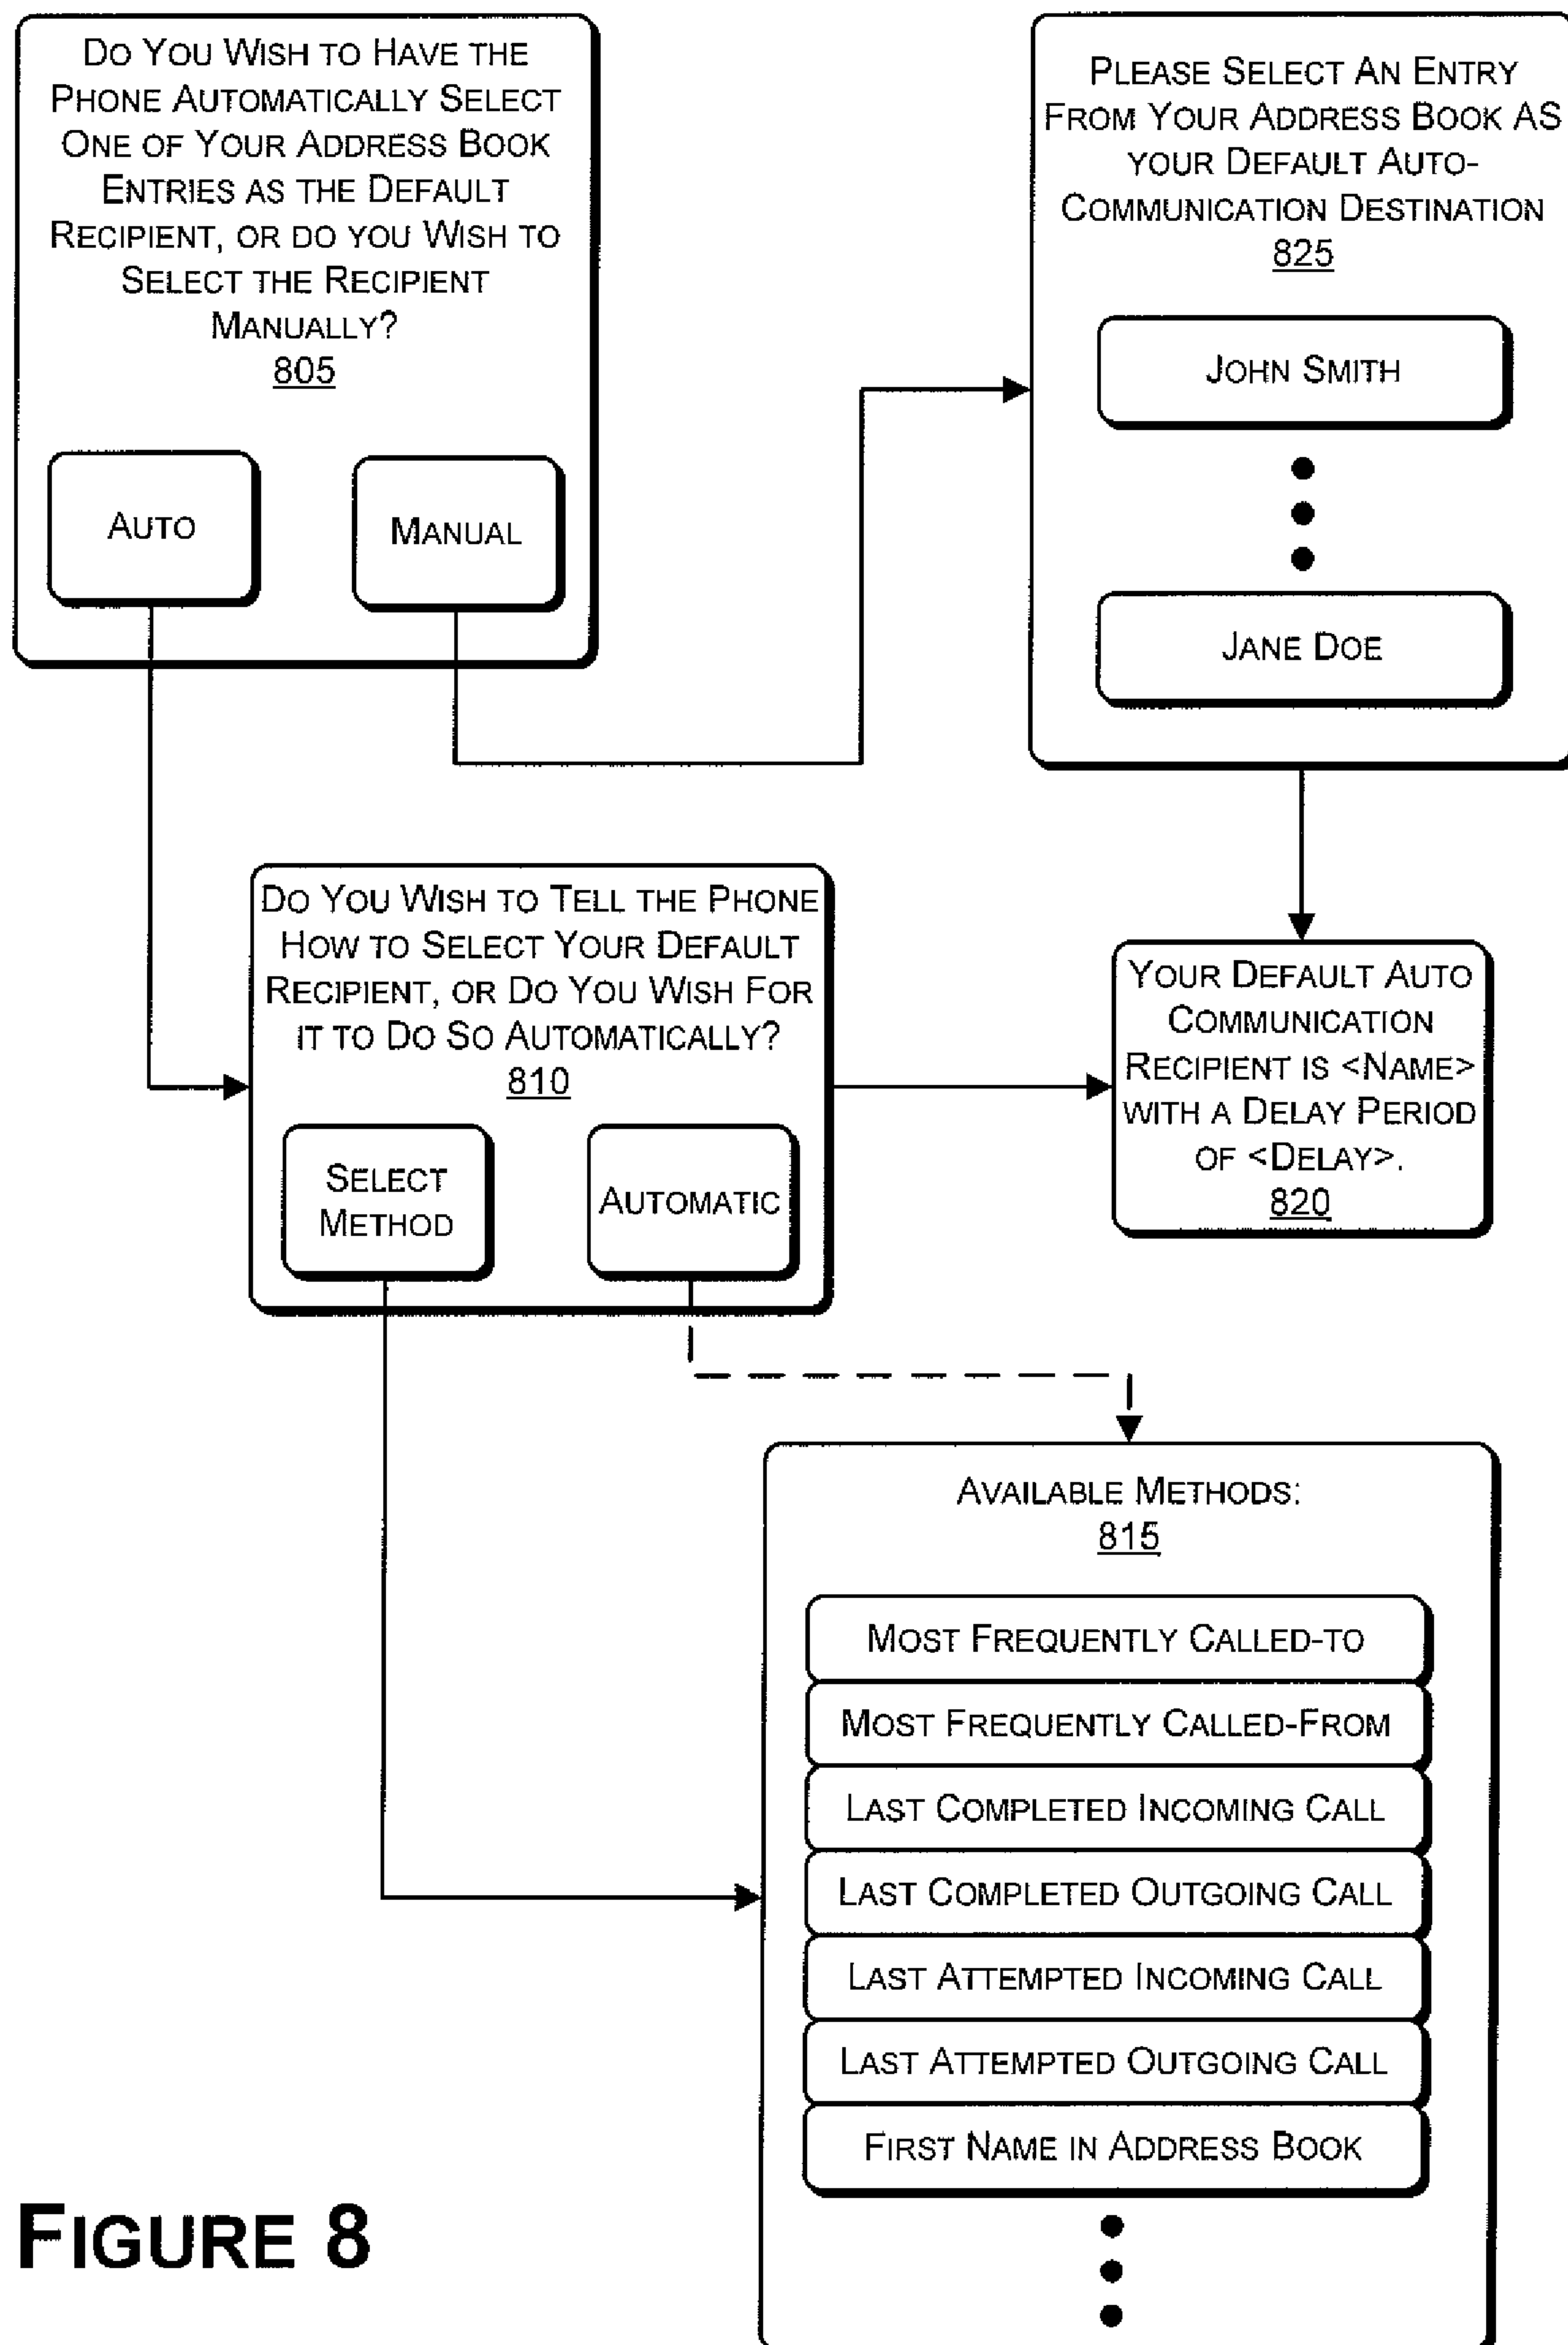 DO YOU WISH TO HAVE THE
PHONE AUTOMATICALLY SELECT
ONE OF YOUR ADDRESS BOOK
ENTRIES AS THE DEFAULT
RECIPIENT, OR DO YOU WISH TO
SELECT THE RECIPIENT
MANUALLY?
805
AUTO
MANUAL
PLEASE SELECT AN ENTRY
FROM YOUR ADDRESS BOOK AS
YOUR DEFAULT AUTO-
COMMUNICATION DESTINATION
825
JOHN SMITH
JANE DOE
DO YOU WISH TO TELL THE PHONE
HOW TO SELECT YOUR DEFAULT
RECIPIENT, OR DO YOU WISH FOR
IT TO DO SO AUTOMATICALLY?
810
SELECT
METHOD
AUTOMATIC
YOUR DEFAULT AUTO
COMMUNICATION
RECIPIENT IS <NAME>
WITH A DELAY PERIOD
OF <DELAY>.
820
AVAILABLE METHODS:
815
MOST FREQUENTLY CALLED-TO
MOST FREQUENTLY CALLED-FROM
LAST COMPLETED INCOMING CALL
LAST COMPLETED OUTGOING CALL
LAST ATTEMPTED INCOMING CALL
LAST ATTEMPTED OUTGOING CALL
FIRST NAME IN ADDRESS BOOK
FIGURE 8